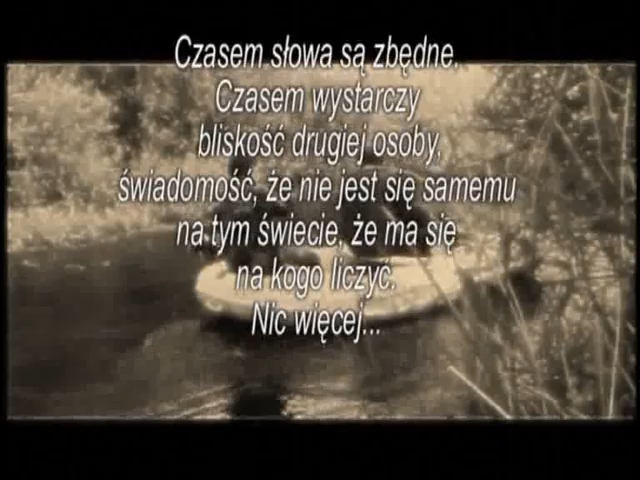 Czasem słowa są zbędne.
Czasem wystarczy
bliskość drugiej osoby,
świadomość, że nie jest się samemu
na tym świecie, że ma się
na kogo liczyć.
Nic więcej...